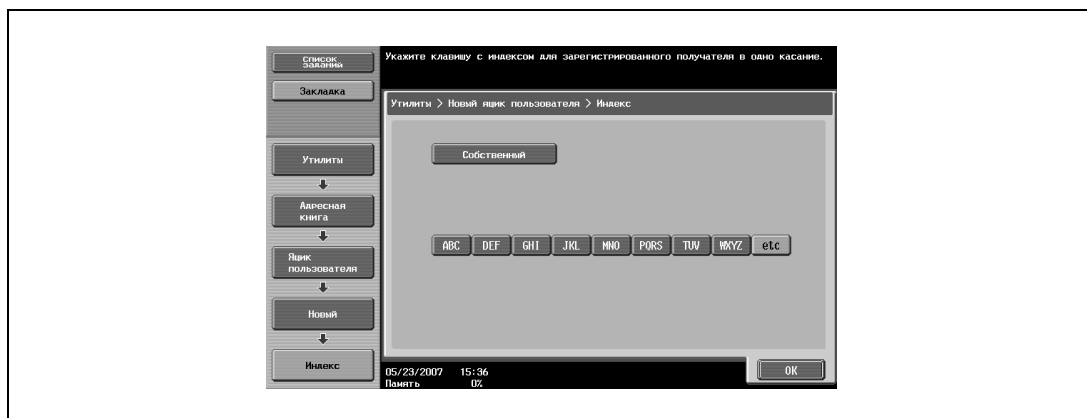 Список
заданий
Закладка
Утилиты
Адресная
книга
Ящик
пользователя
Новый
Индекс
Укажите клавишу с индексом для зарегистрированного получателя в одно касание.
Утилиты > Новый ящик пользователя > Индекс
Собственный
ABC DEF GHI JKL MNO PQRS TUV WXYZ etc
05/23/2007 15:36
Память 0%
OK